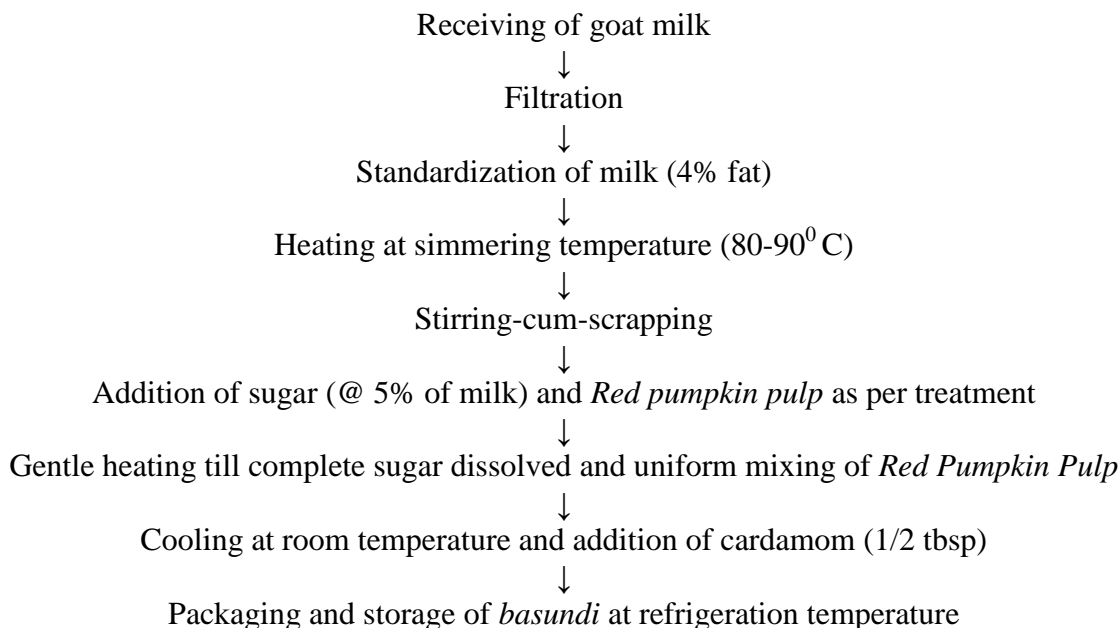 Receiving of goat milk
↓
Filtration
↓
Standardization of milk (4% fat)
↓
Heating at simmering temperature (80-90⁰ C)
↓
Stirring-cum-scrapping
↓
Addition of sugar (@ 5% of milk) and Red pumpkin pulp as per treatment
↓
Gentle heating till complete sugar dissolved and uniform mixing of Red Pumpkin Pulp
↓
Cooling at room temperature and addition of cardamom (1/2 tbsp)
↓
Packaging and storage of basundi at refrigeration temperature